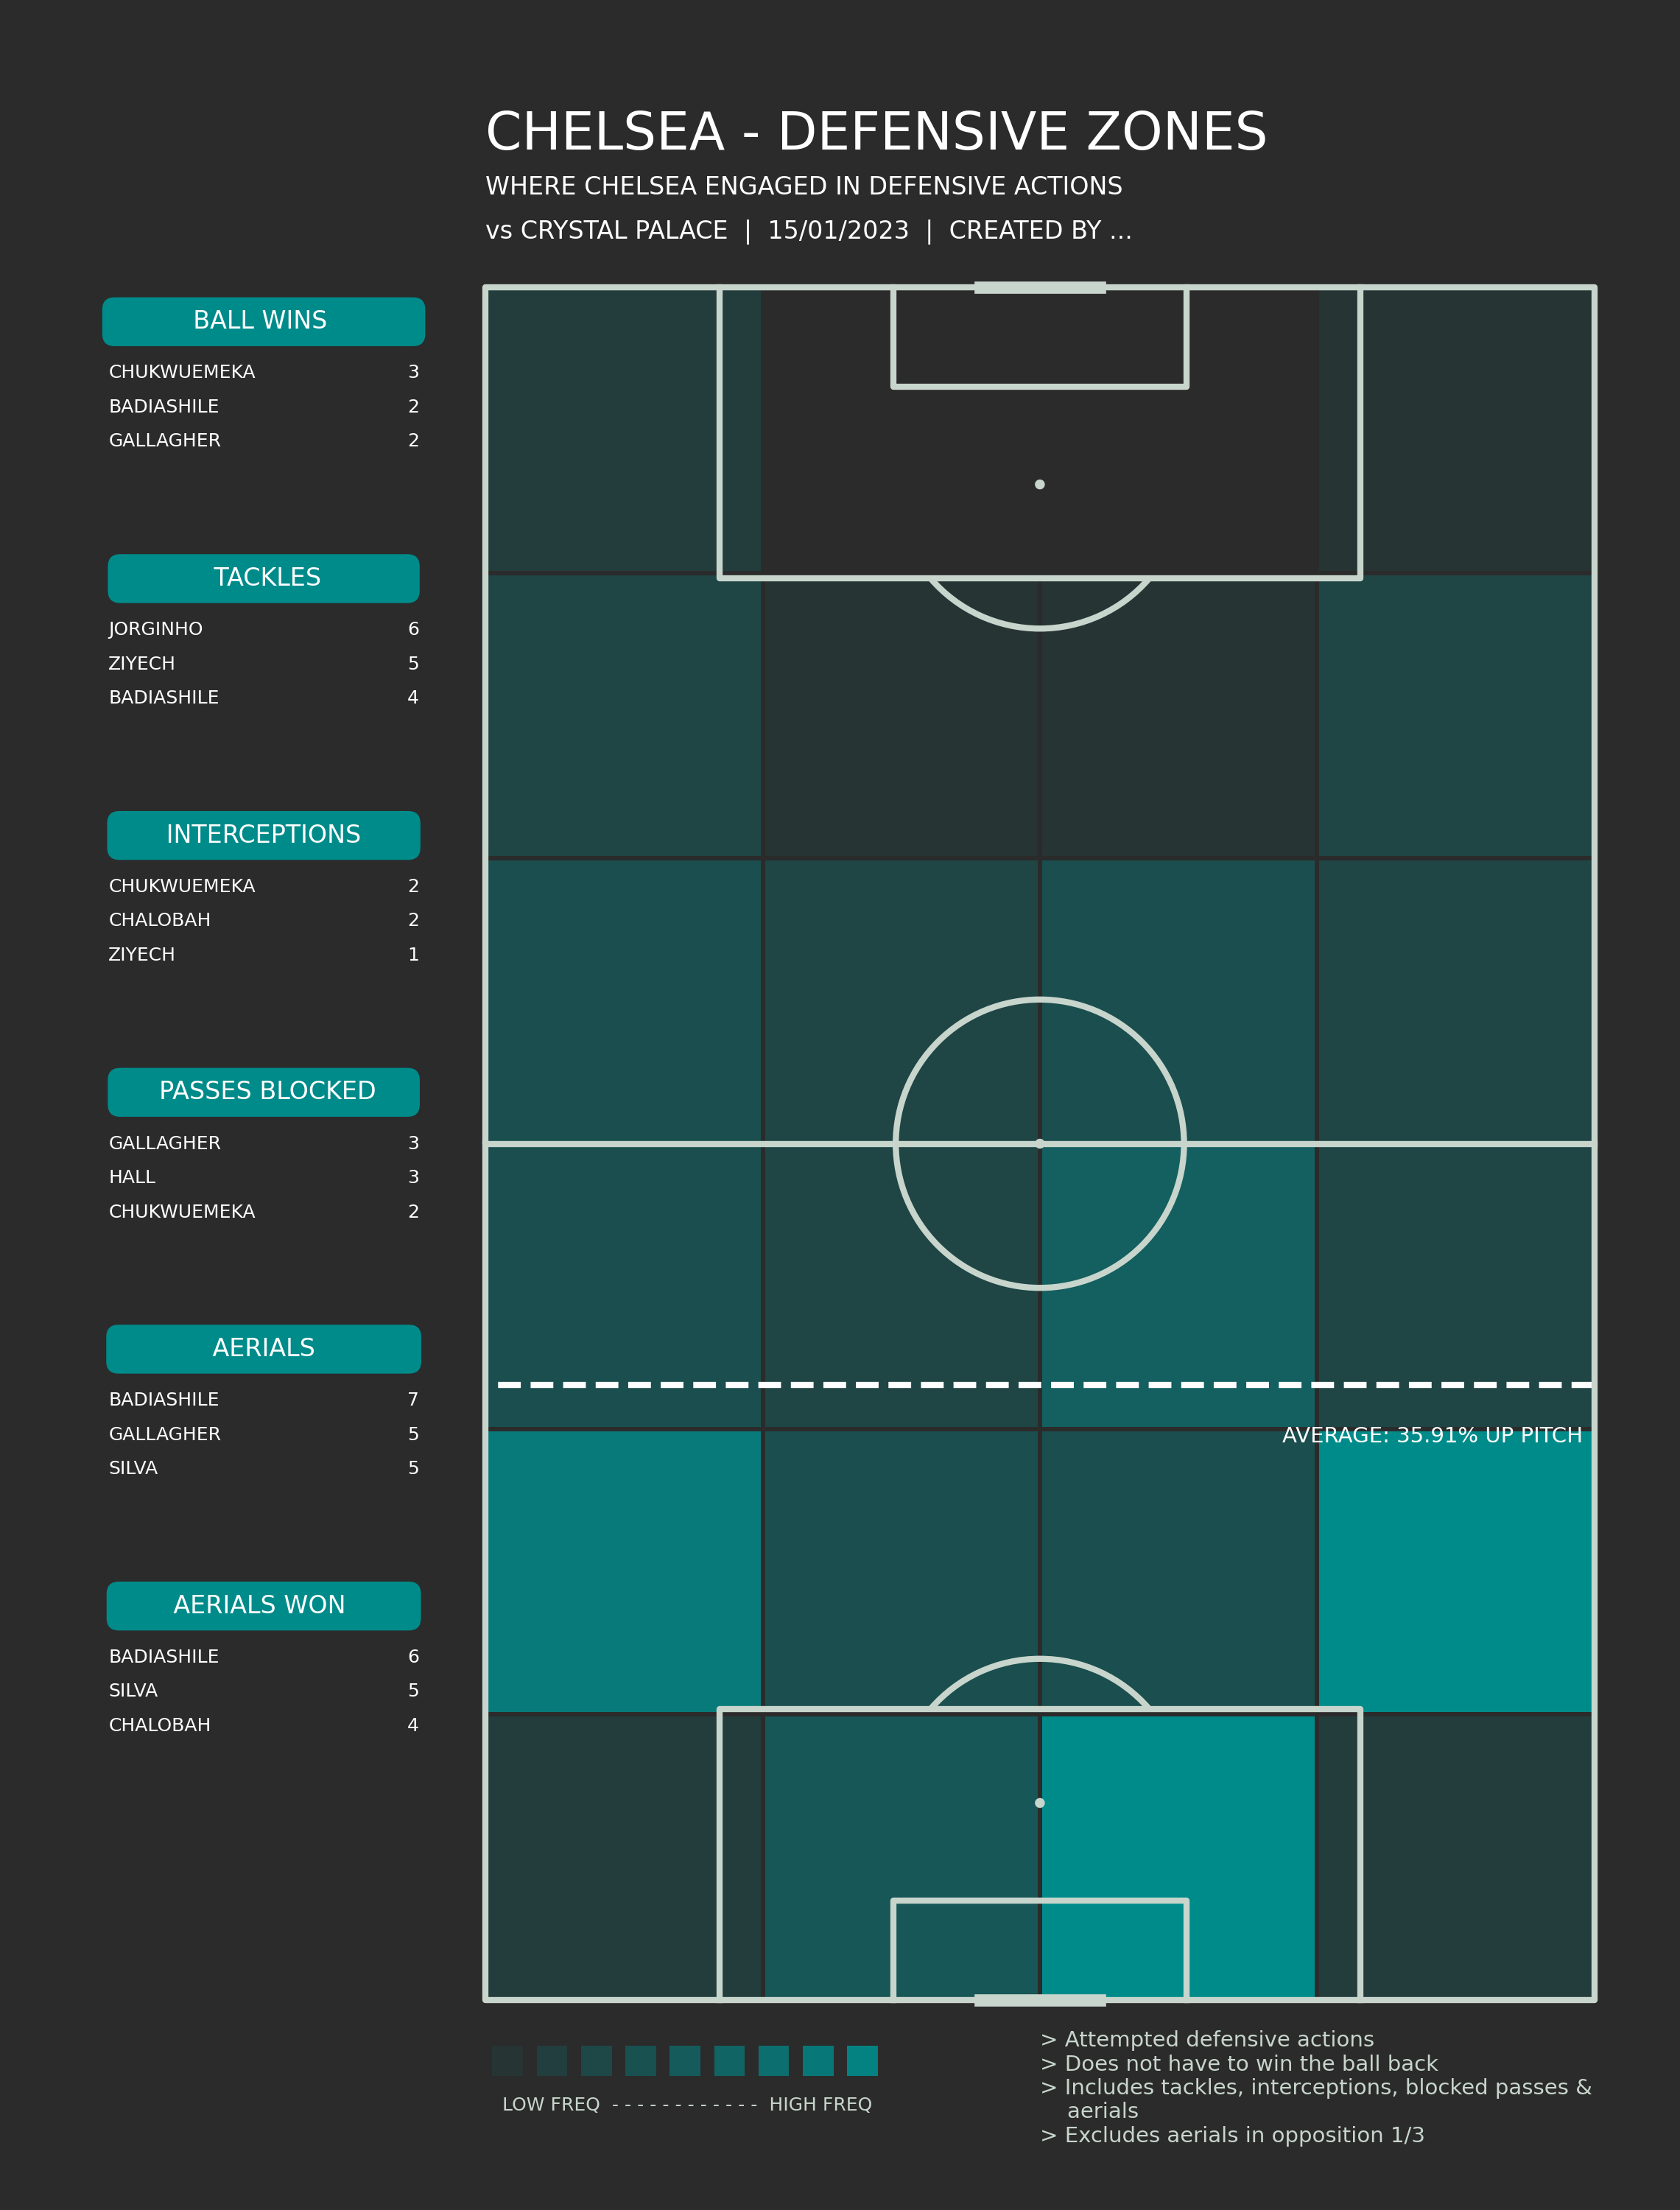 CHELSEA - DEFENSIVE ZONES
WHERE CHELSEA ENGAGED IN DEFENSIVE ACTIONS
vs CRYSTAL PALACE | 15/01/2023 | CREATED BY ...
BALL WINS
CHUKWUEMEKA 3
BADIASHILE 2
GALLAGHER 2
TACKLES
JORGINHO 6
ZIYECH 5
BADIASHILE 4
INTERCEPTIONS
CHUKWUEMEKA 2
CHALOBAH 2
ZIYECH 1
PASSES BLOCKED
GALLAGHER 3
HALL 3
CHUKWUEMEKA 2
AERIALS
BADIASHILE 7
GALLAGHER 5
SILVA 5
AERIALS WON
BADIASHILE 6
SILVA 5
CHALOBAH 4
AVERAGE: 35.91% UP PITCH
LOW FREQ - - - - - - - - - - - - HIGH FREQ
> Attempted defensive actions
> Does not have to win the ball back
> Includes tackles, interceptions, blocked passes &
aerials
> Excludes aerials in opposition 1/3